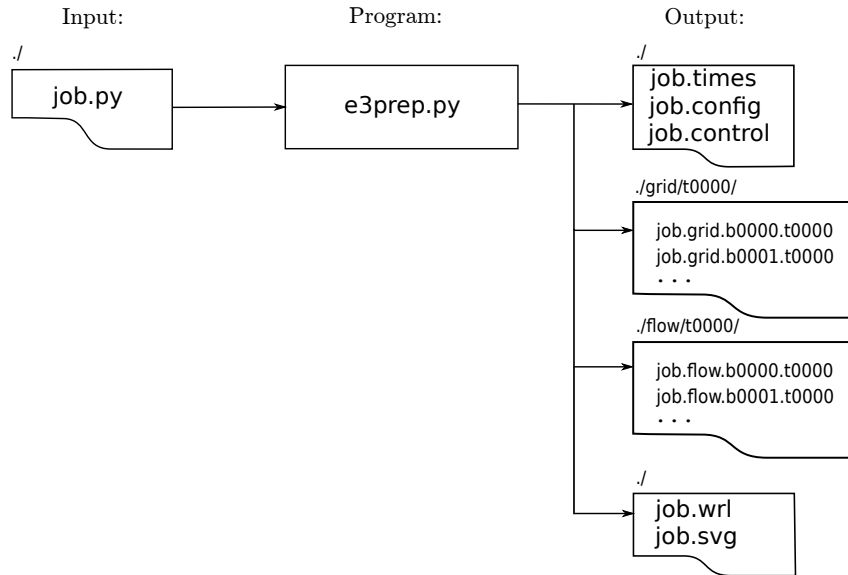 Input:
Program:
Output:
./
job.py
e3prep.py
./
job.times
job.config
job.control
./grid/t0000/
job.grid.b0000.t0000
job.grid.b0001.t0000
. . .
./flow/t0000/
job.flow.b0000.t0000
job.flow.b0001.t0000
. . .
./
job.wrl
job.svg